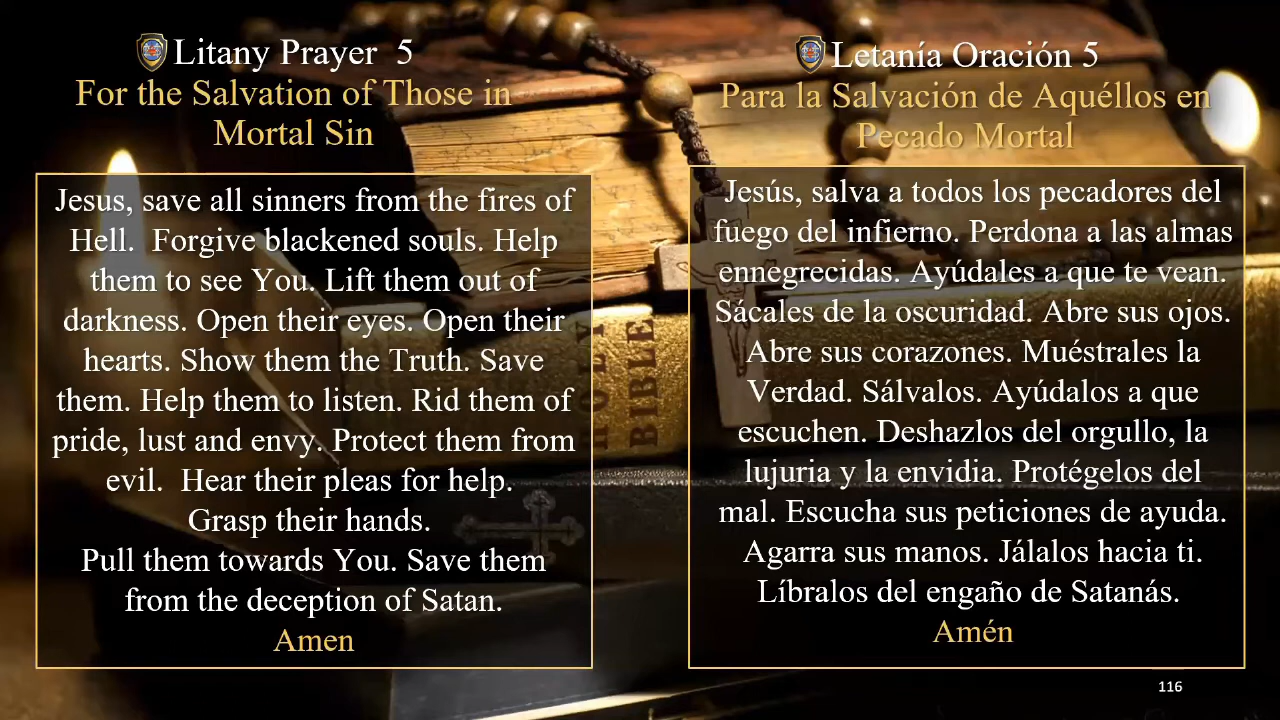 Litany Prayer 5
For the Salvation of Those in
Mortal Sin
Jesus, save all sinners from the fires of
Hell. Forgive blackened souls. Help
them to see You. Lift them out of
darkness. Open their eyes. Open their
hearts. Show them the Truth. Save
them. Help them to listen. Rid them of
pride, lust and envy. Protect them from
evil. Hear their pleas for help.
Grasp their hands.
Pull them towards You. Save them
from the deception of Satan.
Amen
Letanía Oración 5
Para la Salvación de Aquéllos en
Pecado Mortal
Jesús, salva a todos los pecadores del
fuego del infierno. Perdona a las almas
ennegrecidas. Ayúdales a que te vean.
Sácales de la oscuridad. Abre sus ojos.
Abre sus corazones. Muéstrales la
Verdad. Sálvalos. Ayúdalos a que
escuchen. Deshazlos del orgullo, la
lujuria y la envidia. Protégelos del
mal. Escucha sus peticiones de ayuda.
Agarra sus manos. Jálalos hacia ti.
Líbralos del engaño de Satanás.
Amén
HOLY
BIBLE
116